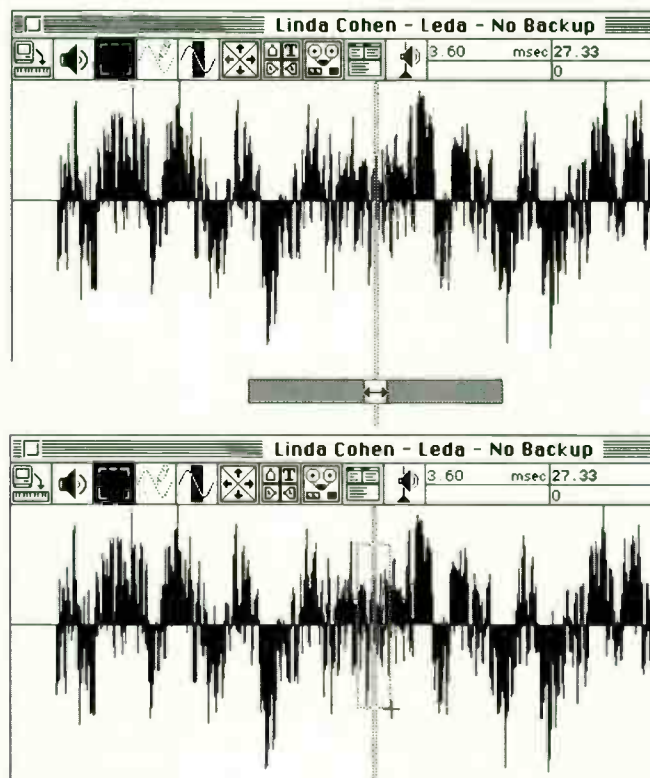 Linda Cohen - Leda - No Backup
T
3.60 msec 27.33
0
Linda Cohen - Leda - No Backup
T
3.60 msec 27.33
0